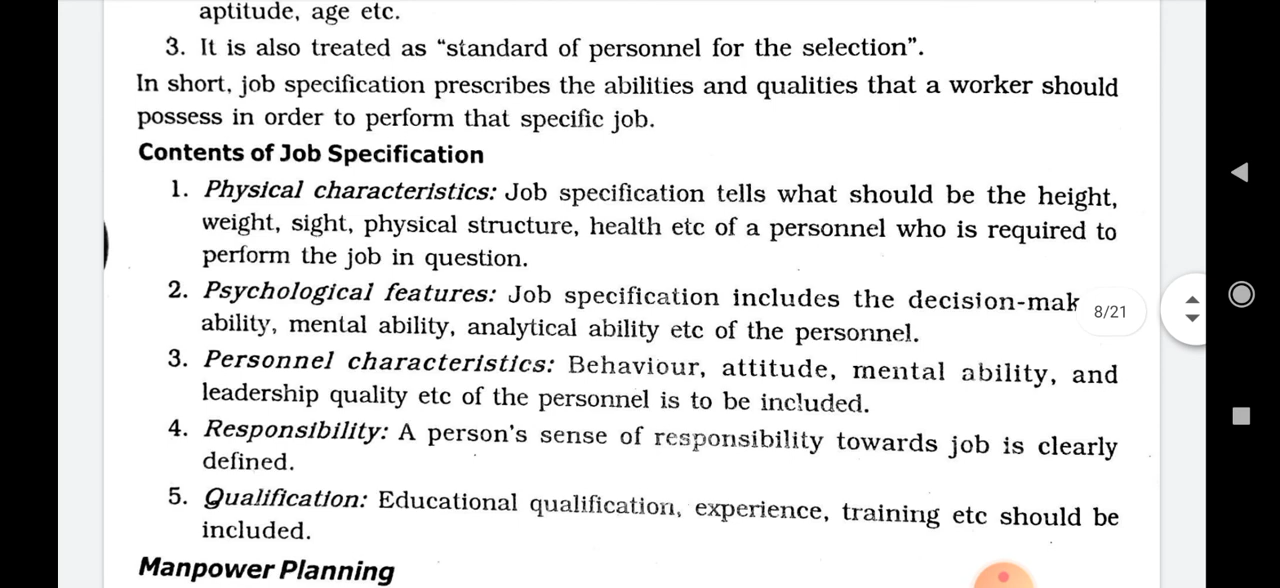 aptitude, age etc.
3. It is also treated as “standard of personnel for the selection”.
In short, job specification prescribes the abilities and qualities that a worker should
possess in order to perform that specific job.
Contents of Job Specification
1. Physical characteristics: Job specification tells what should be the height,
weight, sight, physical structure, health etc of a personnel who is required to
perform the job in question.
2. Psychological features: Job specification includes the decision-mak
ability, mental ability, analytical ability etc of the personnel.
8/21
3. Personnel characteristics: Behaviour, attitude, mental ability, and
leadership quality etc of the personnel is to be included.
4. Responsibility: A person's sense of responsibility towards job is clearly
defined.
5. Qualification: Educational qualification, experience, training etc should be
included.
Manpower Planning